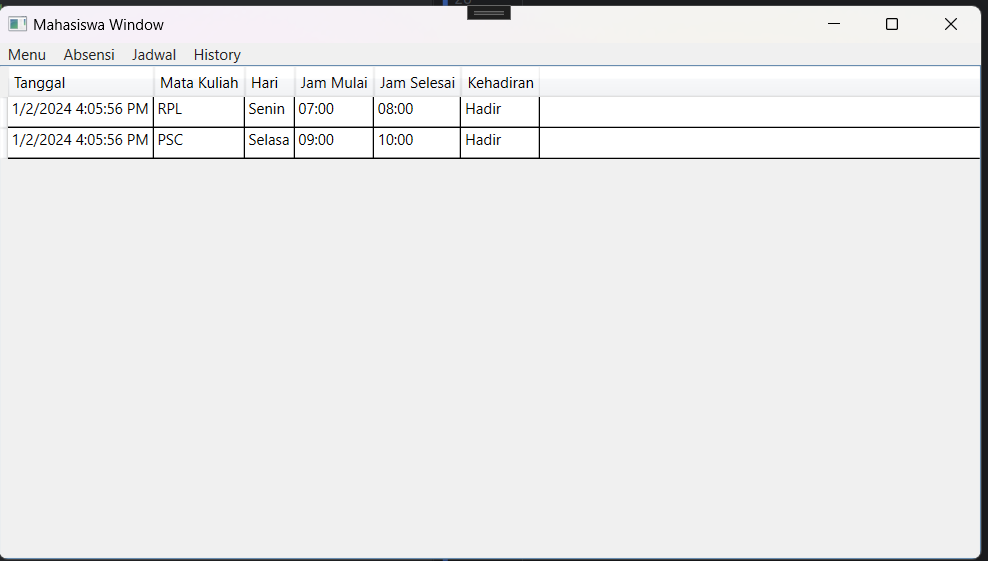 Mahasiswa Window
Menu Absensi Jadwal History
Tanggal Mata Kuliah Hari Jam Mulai Jam Selesai Kehadiran
1/2/2024 4:05:56 PM RPL Senin 07:00 08:00 Hadir
1/2/2024 4:05:56 PM PSC Selasa 09:00 10:00 Hadir